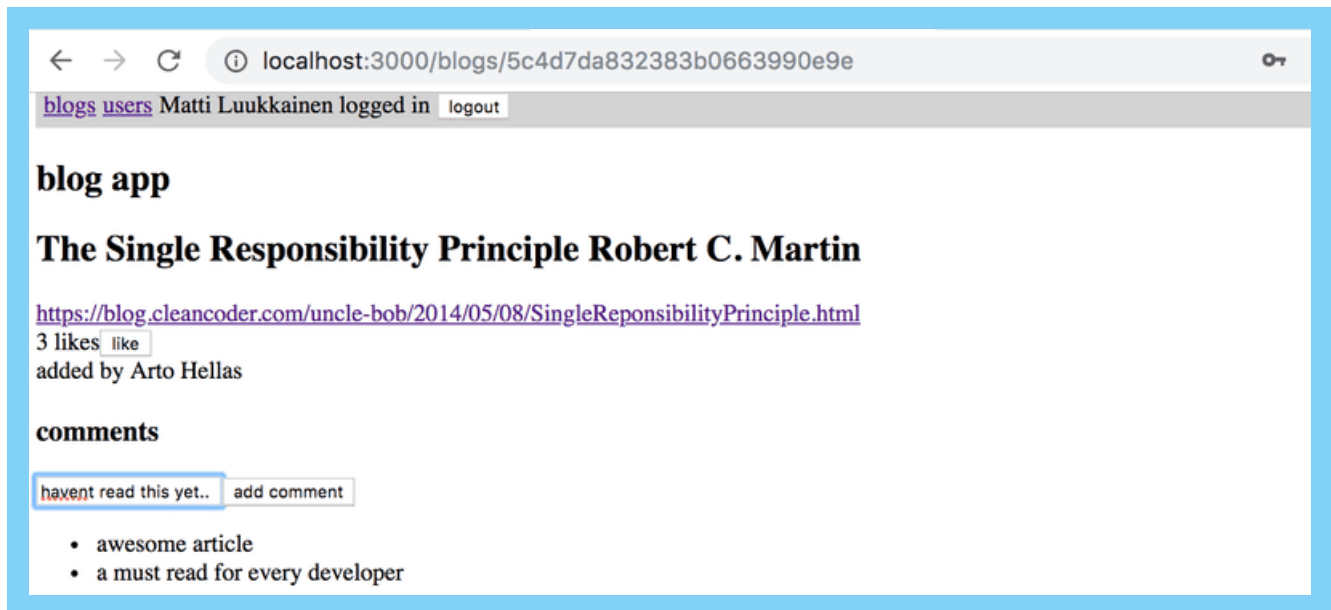 localhost:3000/blogs/5c4d7da832383b0663990e9e
blogs users Matti Luukkainen logged in logout
blog app
The Single Responsibility Principle Robert C. Martin
https://blog.cleancoder.com/uncle-bob/2014/05/08/SingleReponsibilityPrinciple.html
3 likes like
added by Arto Hellas
comments
havent read this yet.. add comment
• awesome article
• a must read for every developer